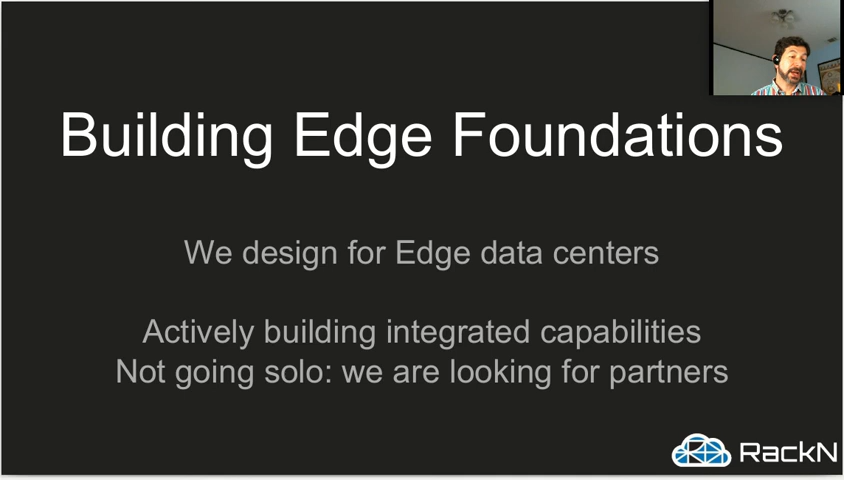 Building Edge Foundations
We design for Edge data centers
Actively building integrated capabilities
Not going solo: we are looking for partners
RackN